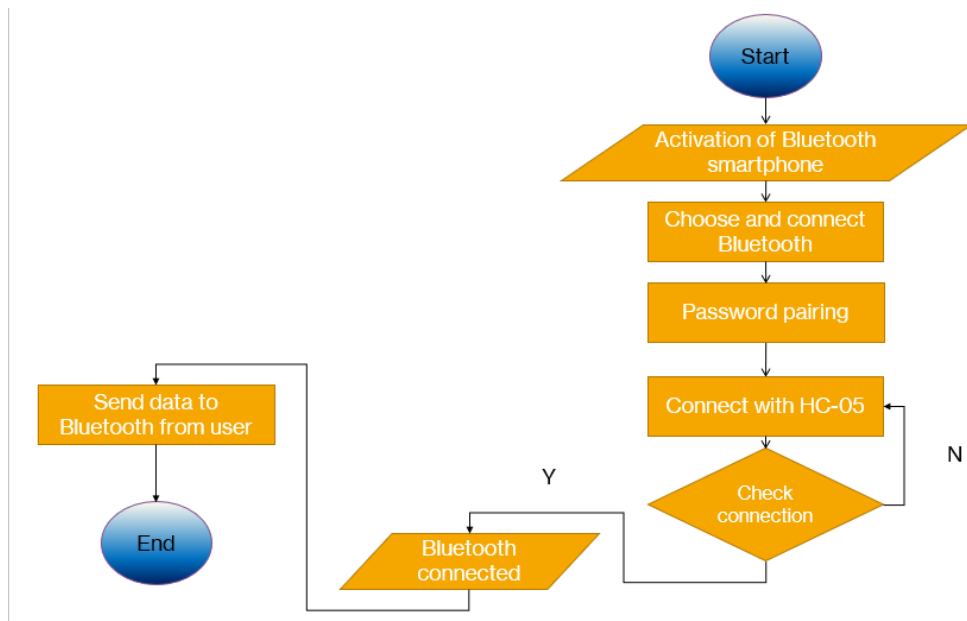 Start
Activation of Bluetooth
smartphone
Choose and connect
Bluetooth
Password pairing
Connect with HC-05
N
Check
connection
Y
Bluetooth
connected
Send data to
Bluetooth from user
End